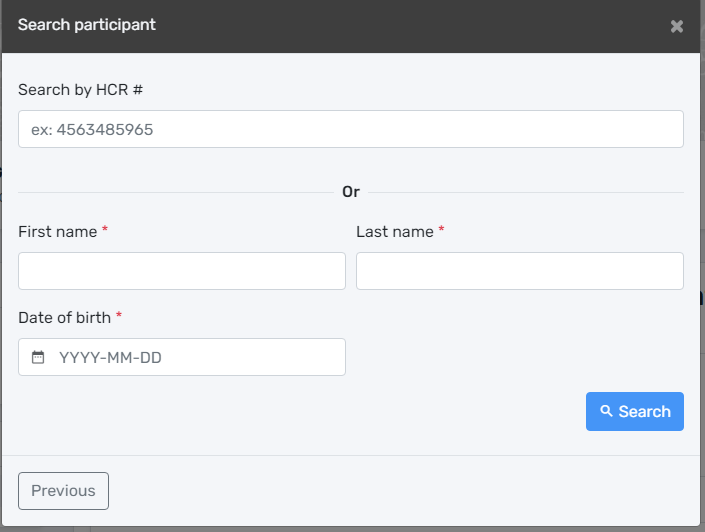 Search participant
Search by HCR #
ex: 4563485965
Or
First name *
Last name *
Date of birth *
YYYY-MM-DD
Search
Previous